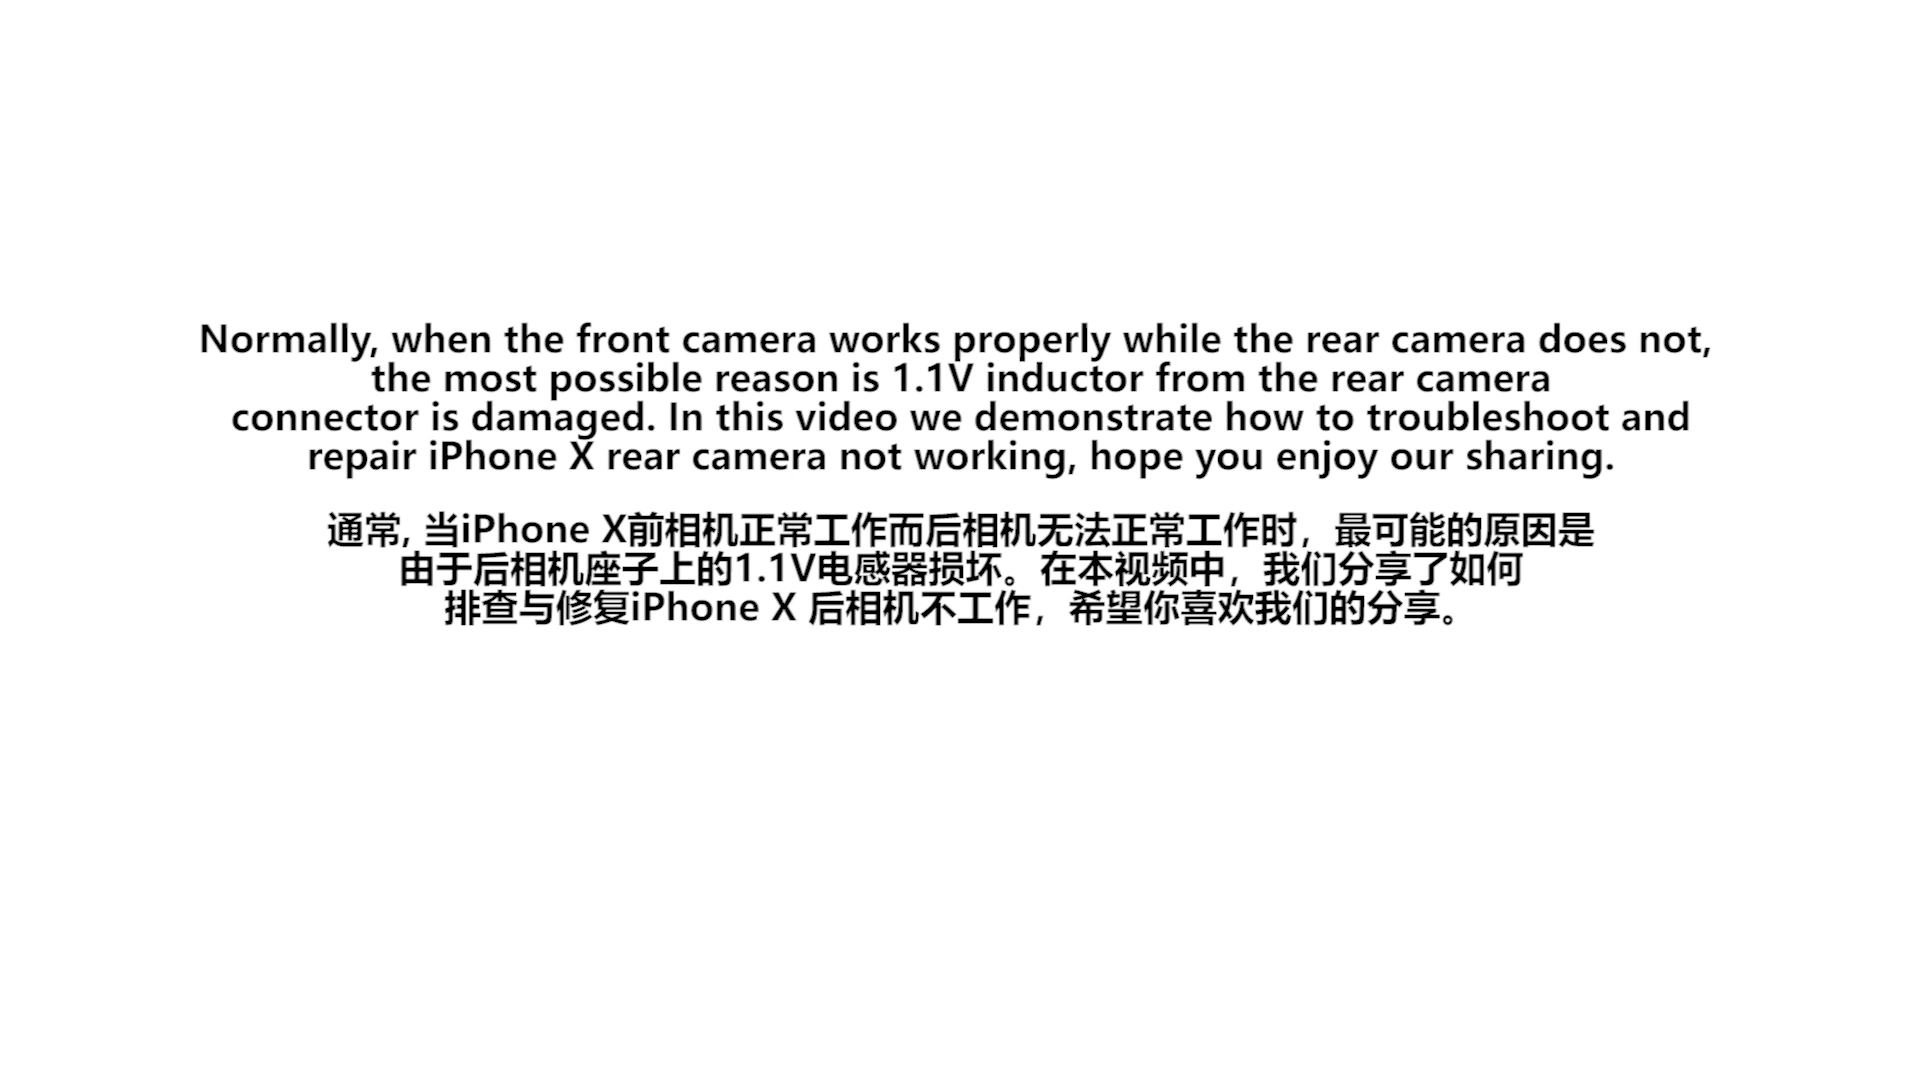 Normally, when the front camera works properly while the rear camera does not,
the most possible reason is 1.1V inductor from the rear camera
connector is damaged. In this video we demonstrate how to troubleshoot and
repair iPhone X rear camera not working, hope you enjoy our sharing.
通常, 当iPhone X前相机正常工作而后相机无法正常工作时，最可能的原因是
由于后相机座子上的1.1V电感器损坏。在本视频中，我们分享了如何
排查与修复iPhone X 后相机不工作，希望你喜欢我们的分享。